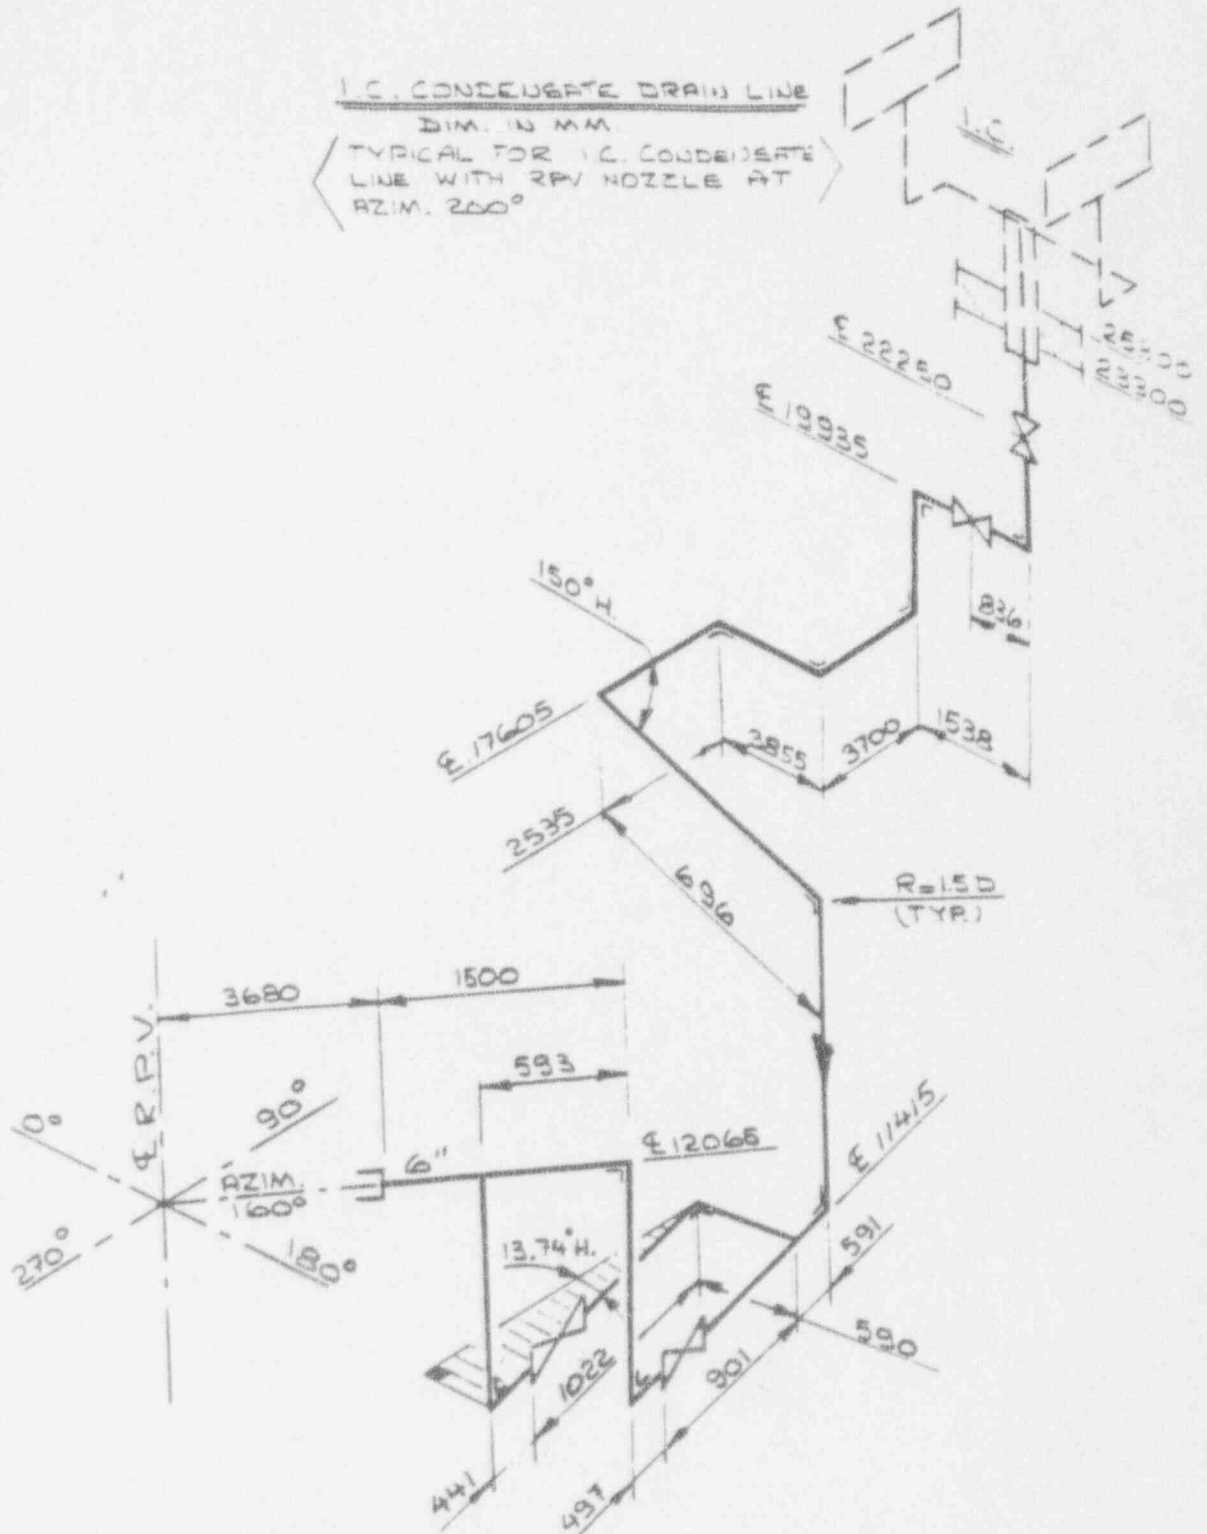 I.C. CONDENSATE DRAIN LINE
DIM. IN MM.
TYPICAL FOR I.C. CONDENSATE
LINE WITH RPV NOZZLE AT
AZIM. 200°
I.C.
℄ 22250
℄ 19935
836
150° H.
℄ 17605
3855
3700
1538
2535
696
R=1.5D
(TYP.)
3680
1500
593
℄ R.P.V.
0°
90°
AZIM.
160°
270°
180°
6"
℄ 12065
℄ 11415
13.74° H.
591
590
1022
901
441
497